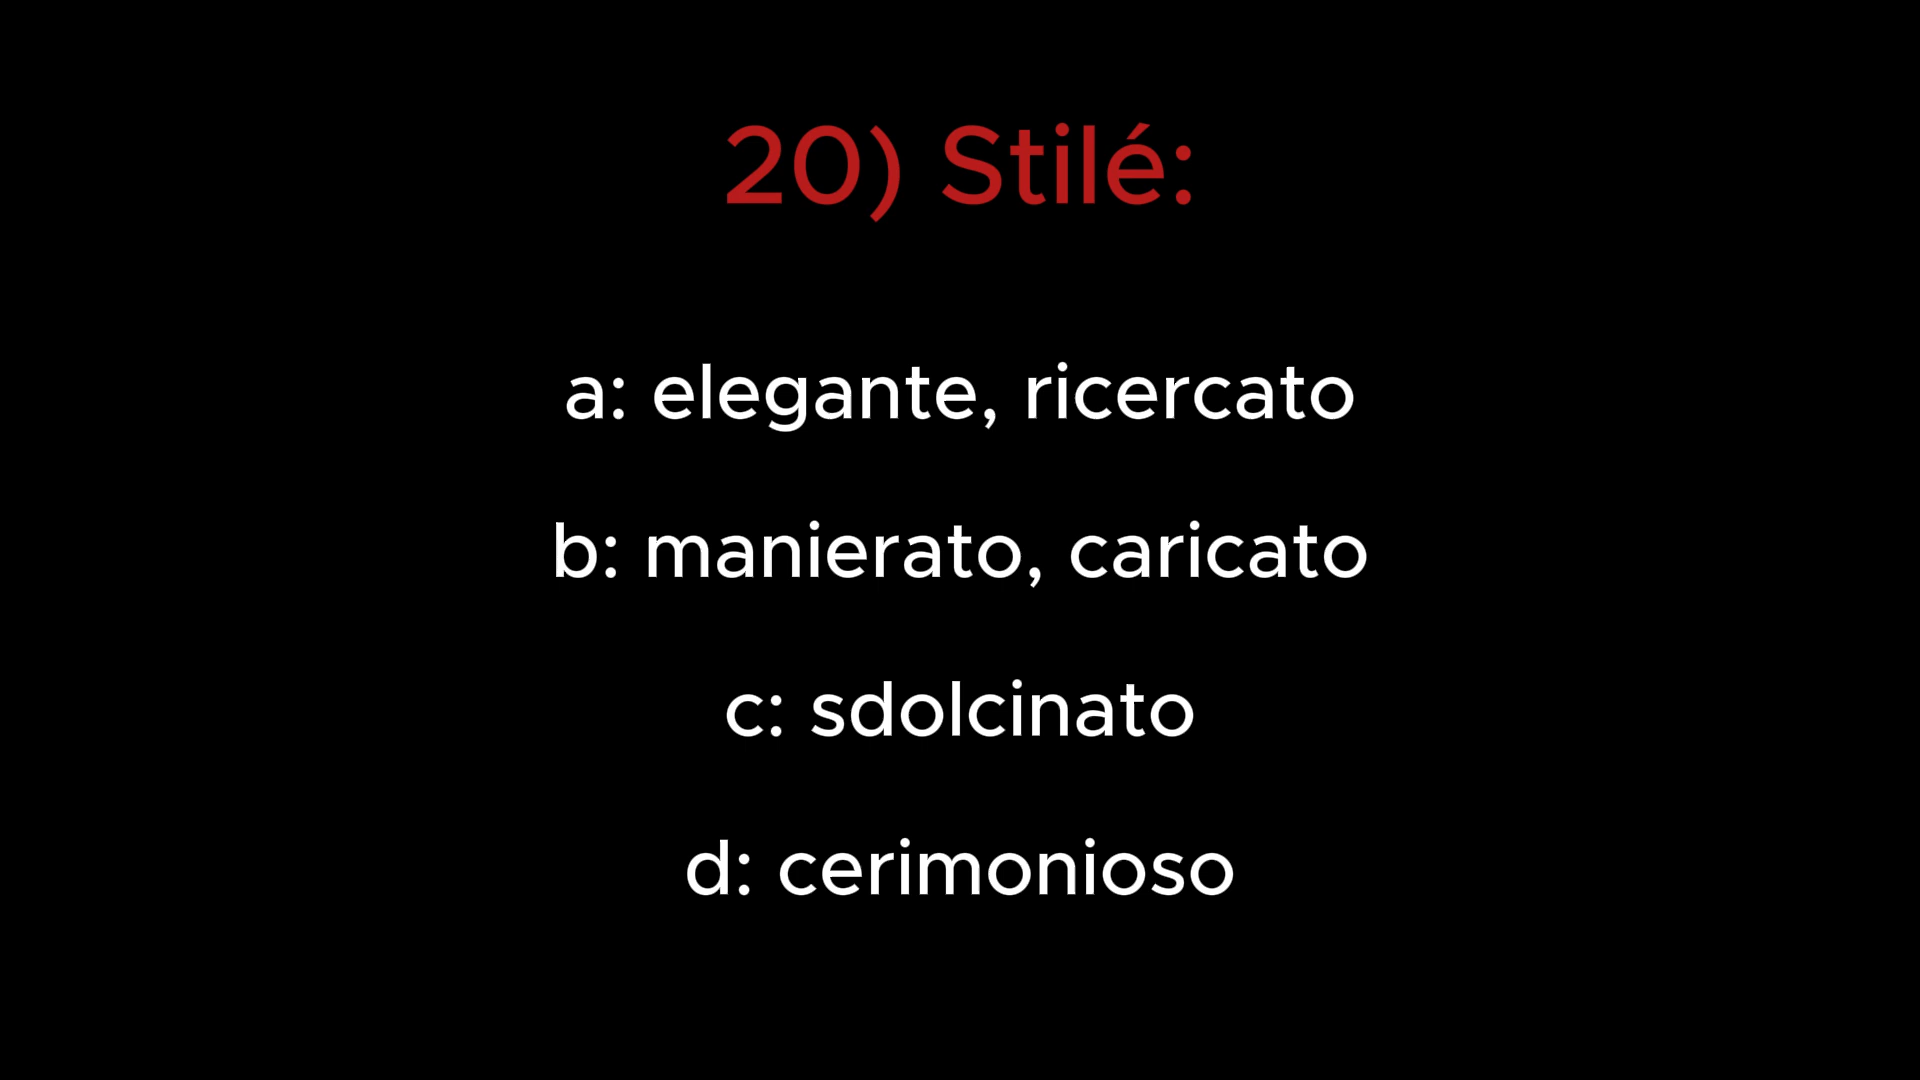 20) Stilé:
a: elegante, ricercato
b: manierato, caricato
c: sdolcinato
d: cerimonioso